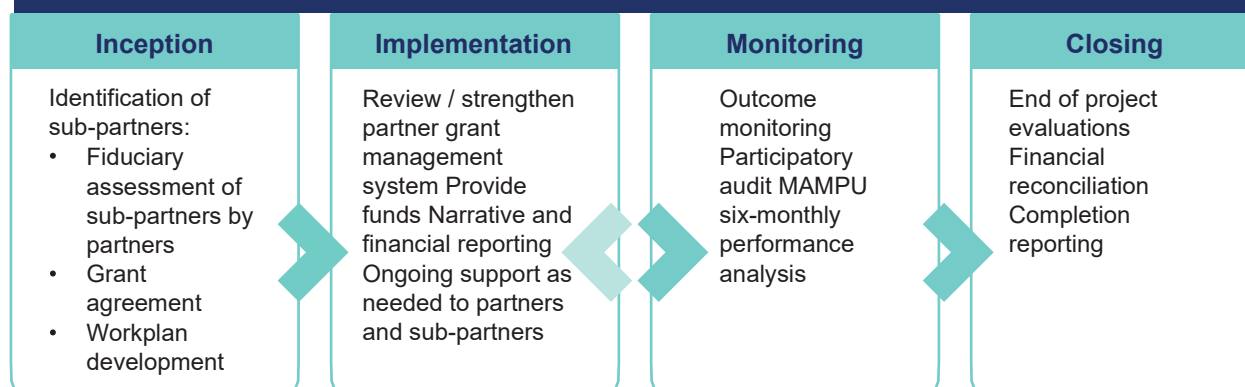 Inception
Identification of
sub-partners:
• Fiduciary
assessment of
sub-partners by
partners
• Grant
agreement
• Workplan
development
Implementation
Review / strengthen
partner grant
management
system Provide
funds Narrative and
financial reporting
Ongoing support as
needed to partners
and sub-partners
Monitoring
Outcome
monitoring
Participatory
audit MAMPU
six-monthly
performance
analysis
Closing
End of project
evaluations
Financial
reconciliation
Completion
reporting